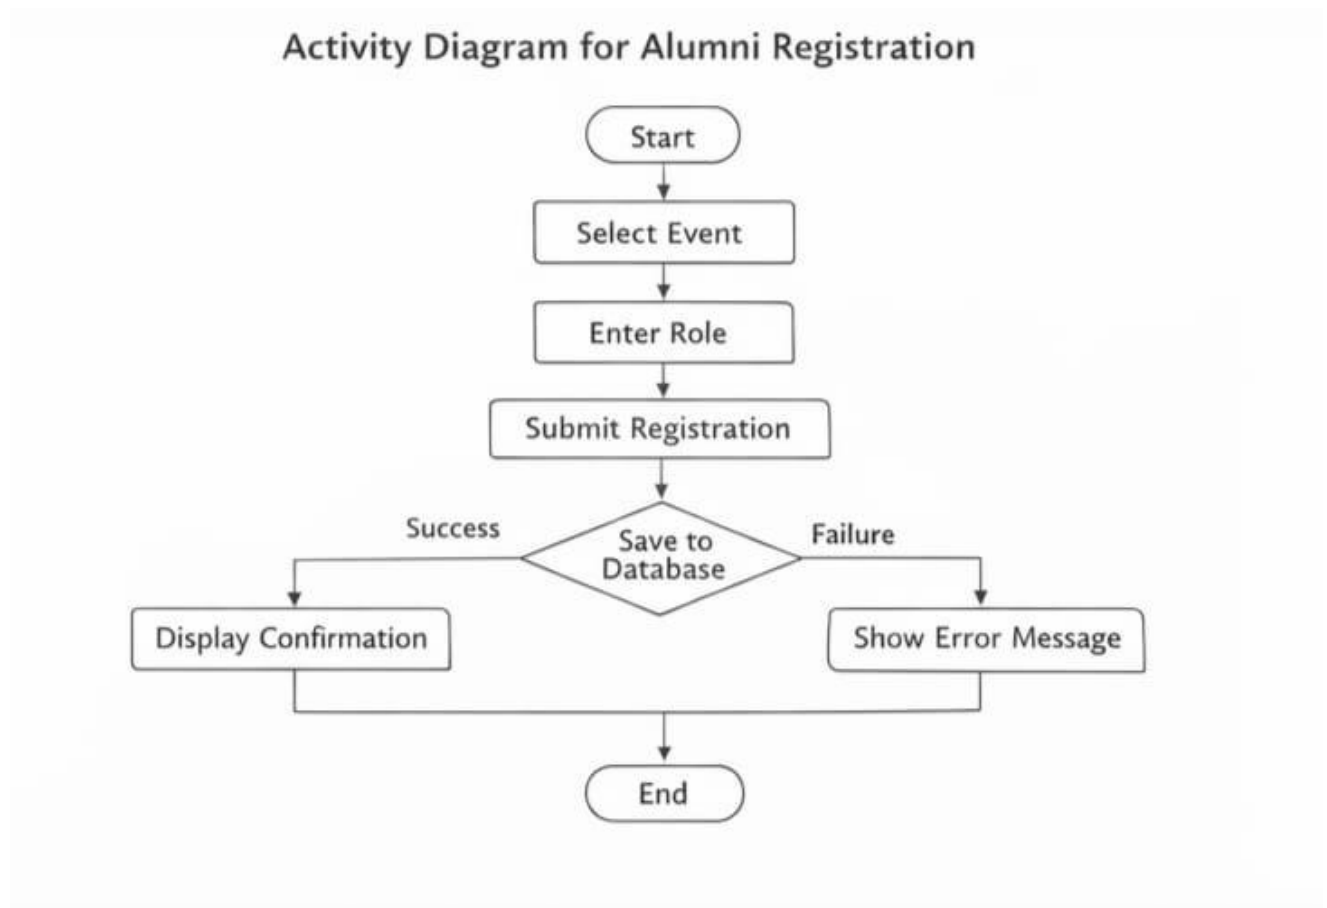 Activity Diagram for Alumni Registration
Start
Select Event
Enter Role
Submit Registration
Success
Failure
Save to
Database
Display Confirmation
Show Error Message
End